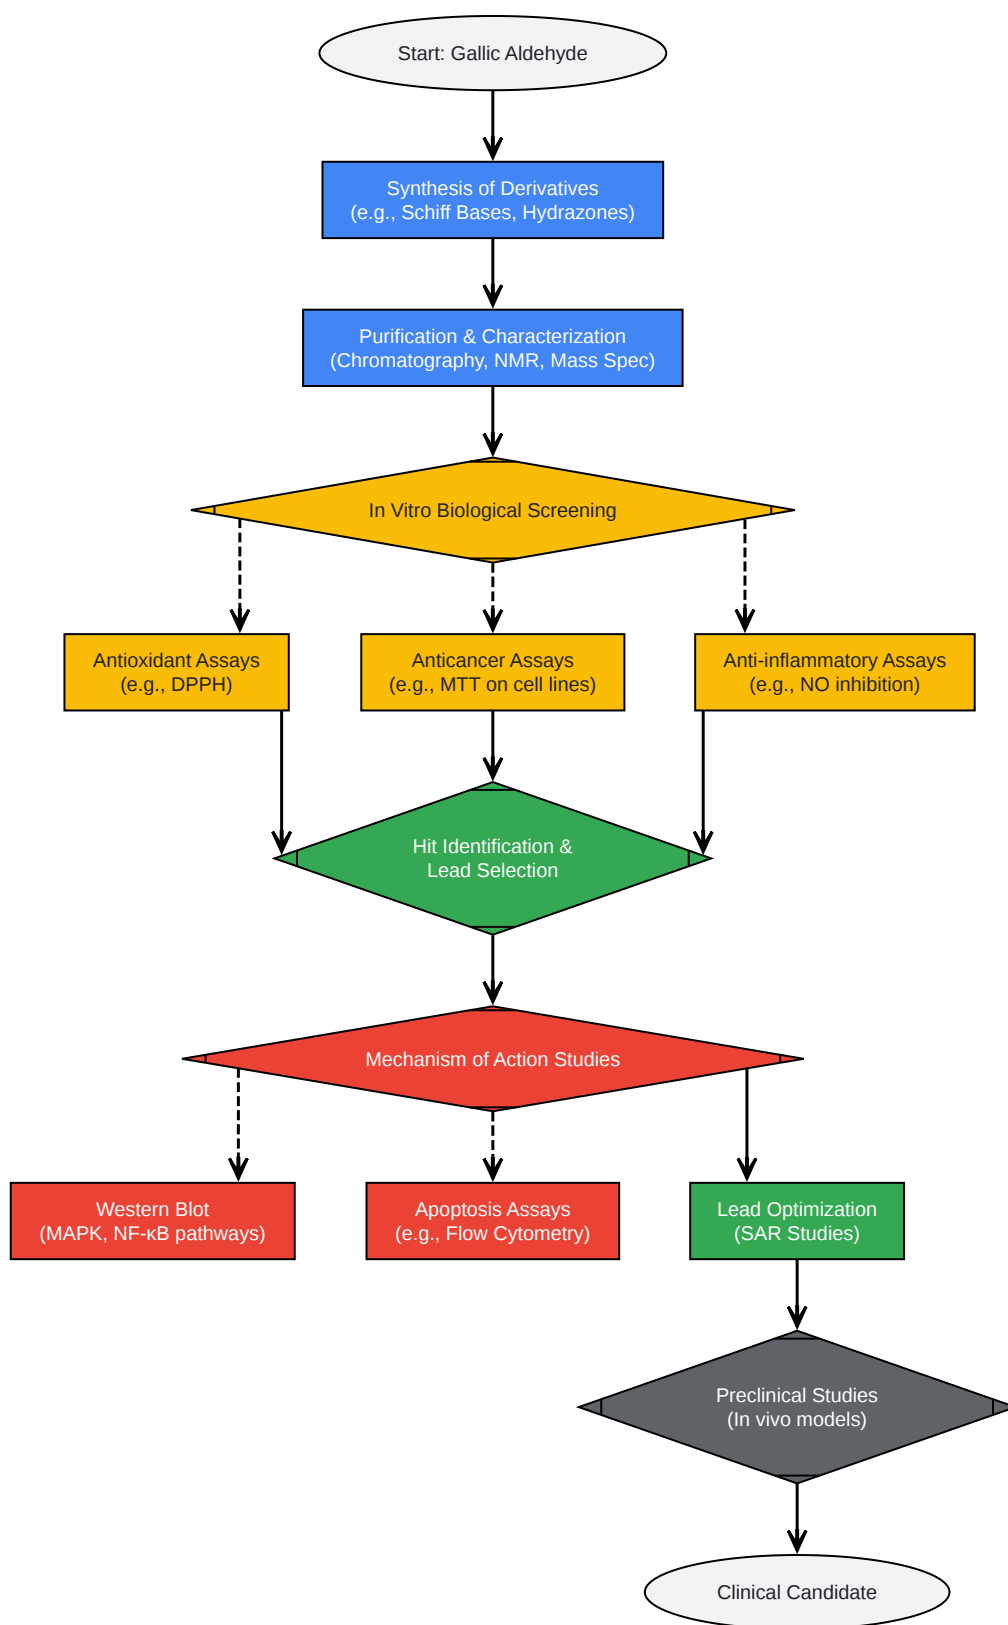 Start: Gallic Aldehyde
Synthesis of Derivatives
(e.g., Schiff Bases, Hydrazones)
Purification & Characterization
(Chromatography, NMR, Mass Spec)
In Vitro Biological Screening
Antioxidant Assays
(e.g., DPPH)
Anticancer Assays
(e.g., MTT on cell lines)
Anti-inflammatory Assays
(e.g., NO inhibition)
Hit Identification &
Lead Selection
Mechanism of Action Studies
Western Blot
(MAPK, NF-κB pathways)
Apoptosis Assays
(e.g., Flow Cytometry)
Lead Optimization
(SAR Studies)
Preclinical Studies
(In vivo models)
Clinical Candidate